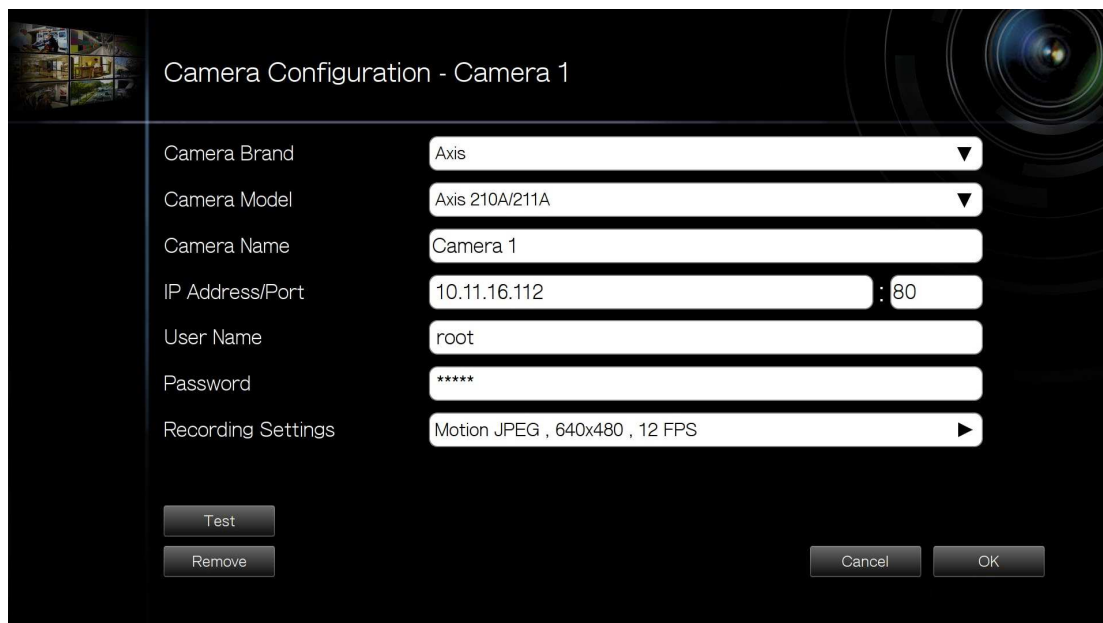 Camera Configuration - Camera 1
Camera Brand Axis ▼
Camera Model Axis 210A/211A ▼
Camera Name Camera 1
IP Address/Port 10.11.16.112 : 80
User Name root
Password *****
Recording Settings Motion JPEG , 640x480 , 12 FPS ▶
Test
Remove Cancel OK